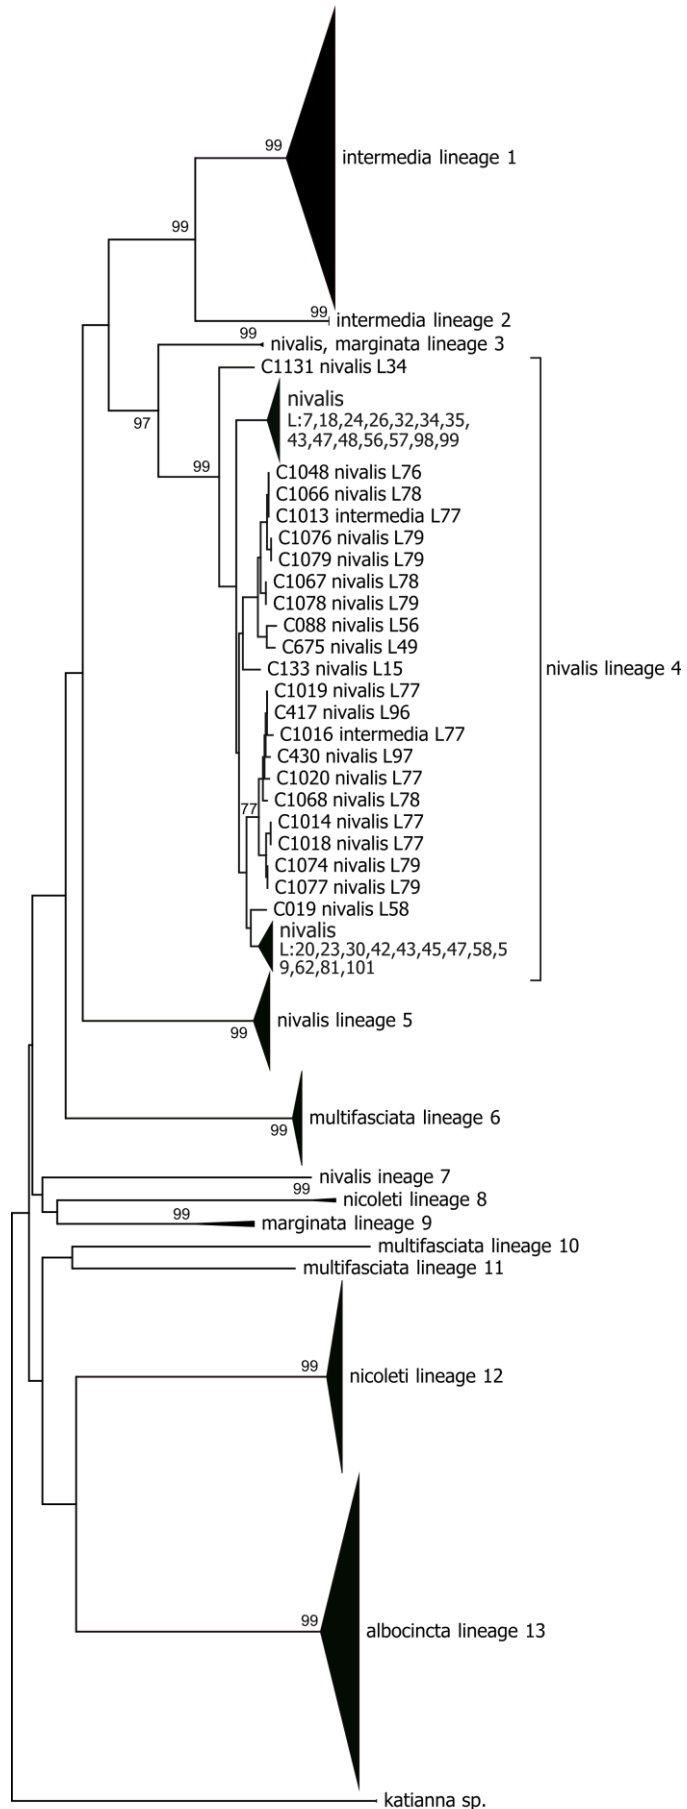 99
intermedia lineage 1
99
99
intermedia lineage 2
99
nivalis, marginata lineage 3
C1131 nivalis L34
nivalis
L:7,18,24,26,32,34,35,
43,47,48,56,57,98,99
97
99
C1048 nivalis L76
C1066 nivalis L78
C1013 intermedia L77
C1076 nivalis L79
C1079 nivalis L79
C1067 nivalis L78
C1078 nivalis L79
C088 nivalis L56
C675 nivalis L49
C133 nivalis L15
nivalis lineage 4
C1019 nivalis L77
C417 nivalis L96
C1016 intermedia L77
C430 nivalis L97
C1020 nivalis L77
C1068 nivalis L78
77
C1014 nivalis L77
C1018 nivalis L77
C1074 nivalis L79
C1077 nivalis L79
C019 nivalis L58
nivalis
L:20,23,30,42,43,45,47,58,5
9,62,81,101
nivalis lineage 5
99
multifasciata lineage 6
99
nivalis ineage 7
99
nicoleti lineage 8
99
marginata lineage 9
multifasciata lineage 10
multifasciata lineage 11
99
nicoleti lineage 12
99
albocincta lineage 13
katianna sp.